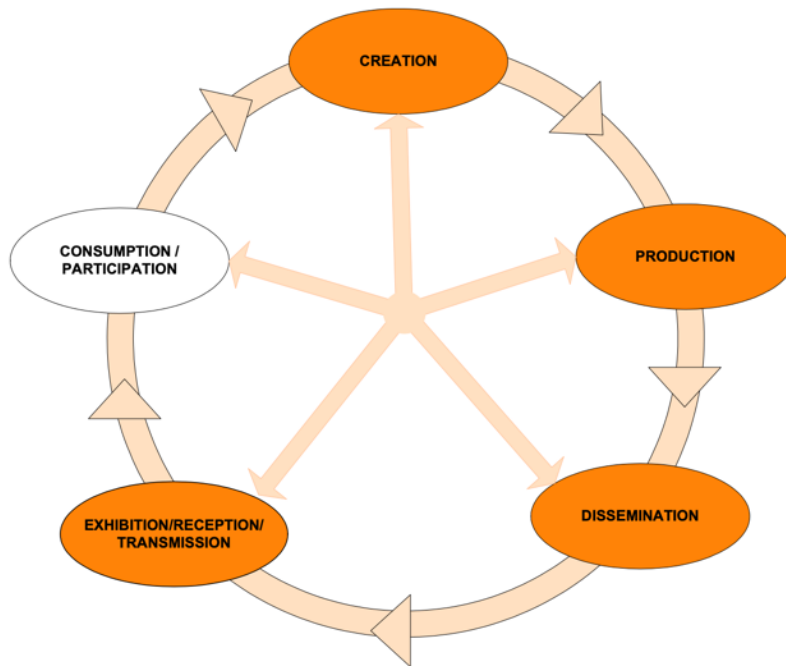 CREATION
PRODUCTION
DISSEMINATION
EXHIBITION/RECEPTION/
TRANSMISSION
CONSUMPTION /
PARTICIPATION